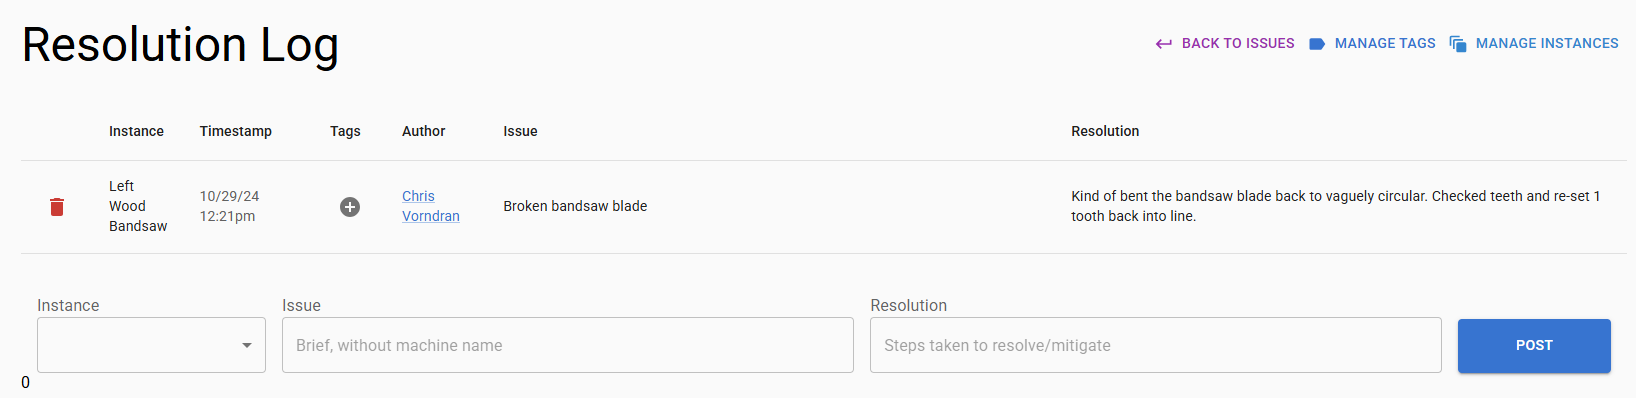 Resolution Log
BACK TO ISSUES
MANAGE TAGS
MANAGE INSTANCES
Instance
Timestamp
Tags
Author
Issue
Resolution
Left
Wood
Bandsaw
10/29/24
12:21pm
Chris
Vorndran
Broken bandsaw blade
Kind of bent the bandsaw blade back to vaguely circular. Checked teeth and re-set 1
tooth back into line.
Instance
Issue
Brief, without machine name
Resolution
Steps taken to resolve/mitigate
POST
0